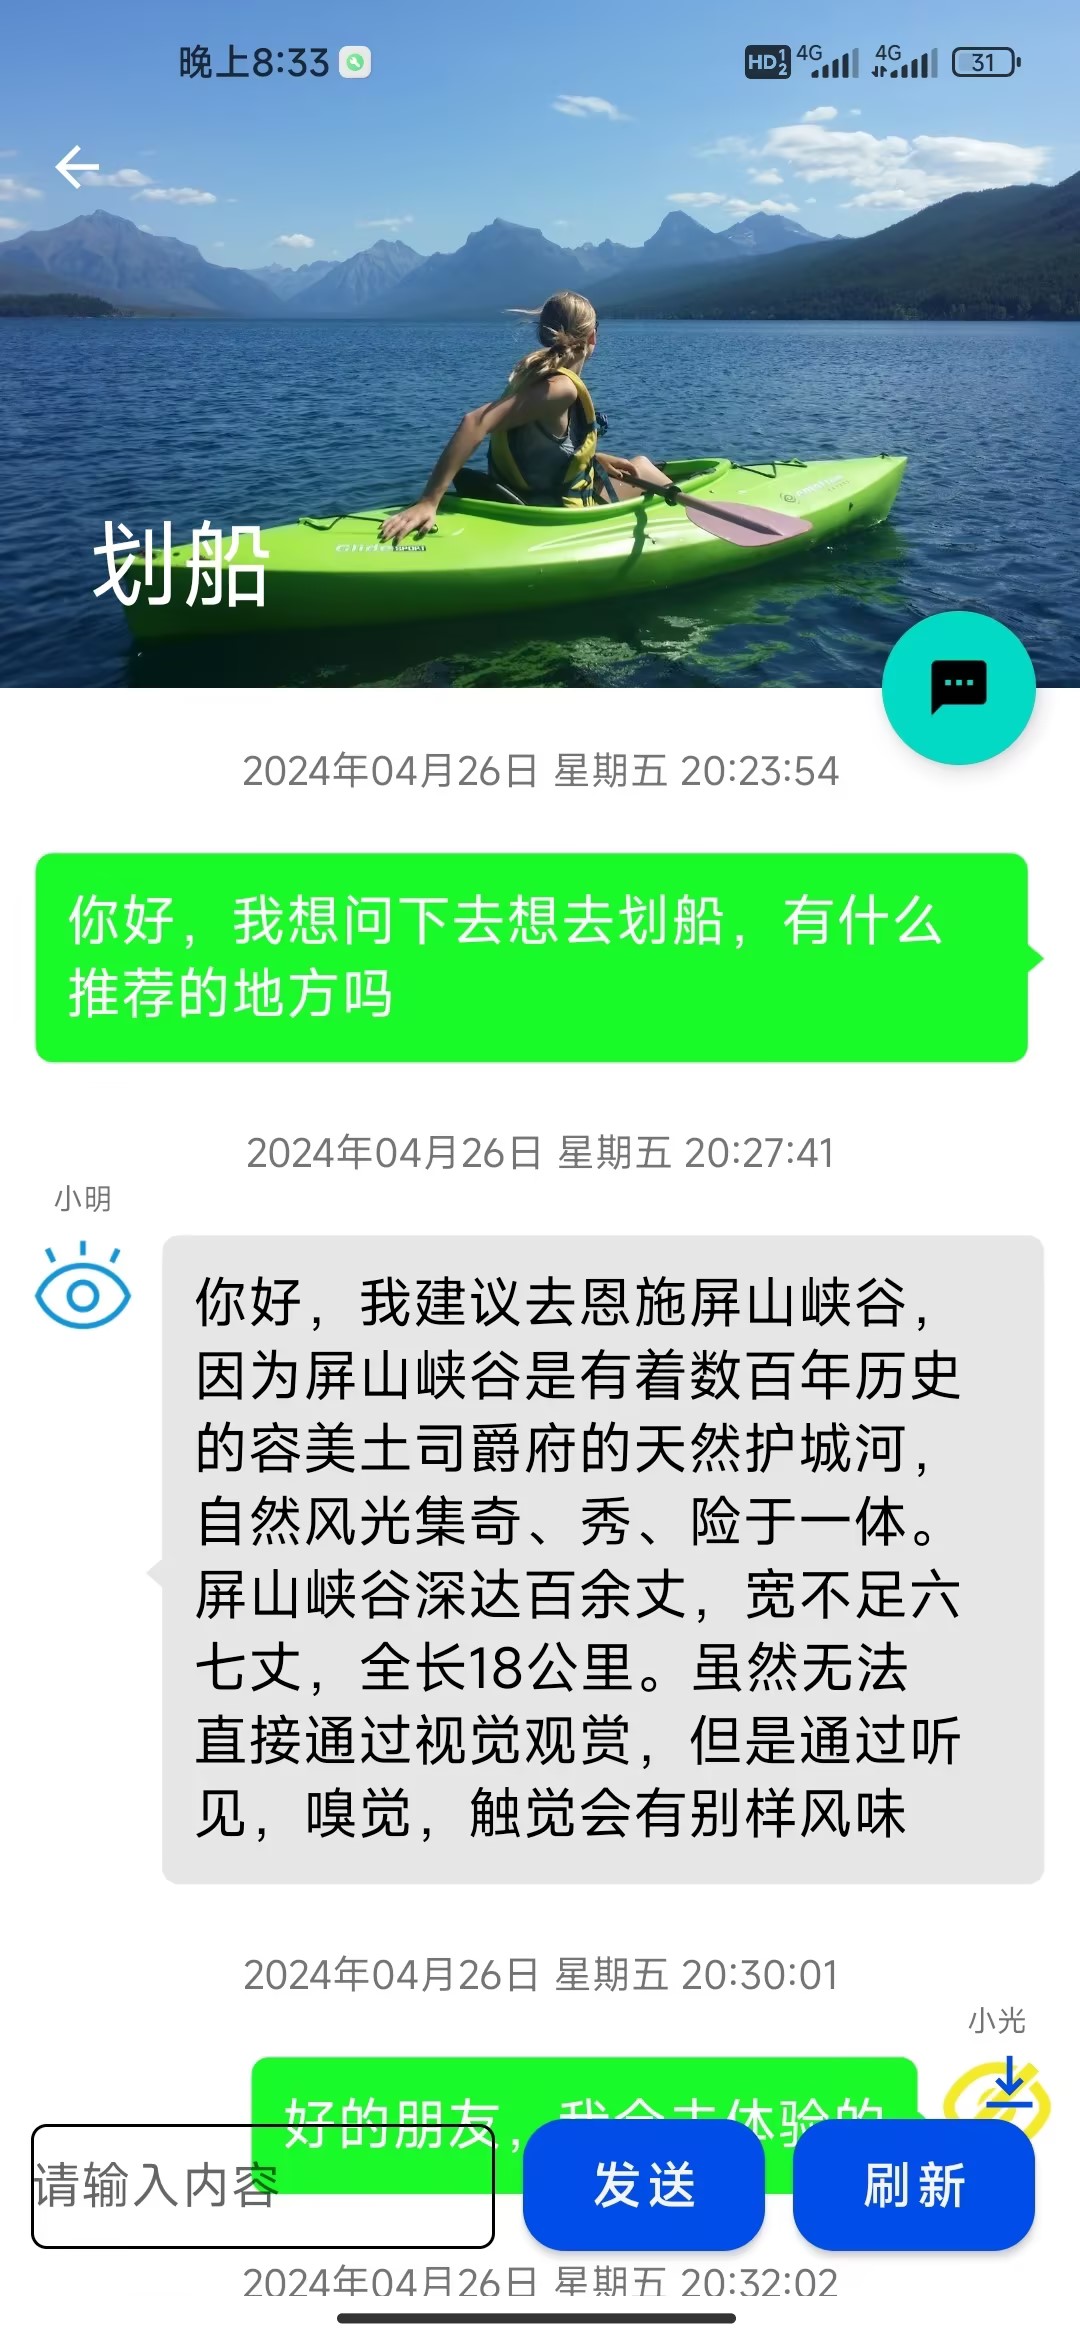 晚上8:33
HD 1 2 4G 4G 31
Glide SPORT
划船
2024年04月26日 星期五 20:23:54
你好，我想问下去想去划船，有什么
推荐的地方吗
2024年04月26日 星期五 20:27:41
小明
你好，我建议去恩施屏山峡谷，
因为屏山峡谷是有着数百年历史
的容美土司爵府的天然护城河，
自然风光集奇、秀、险于一体。
屏山峡谷深达百余丈，宽不足六
七丈，全长18公里。虽然无法
直接通过视觉观赏，但是通过听
见，嗅觉，触觉会有别样风味
2024年04月26日 星期五 20:30:01
小光
好的朋友，我会去体验的
请输入内容
发送
刷新
2024年04月26日 星期五 20:32:02